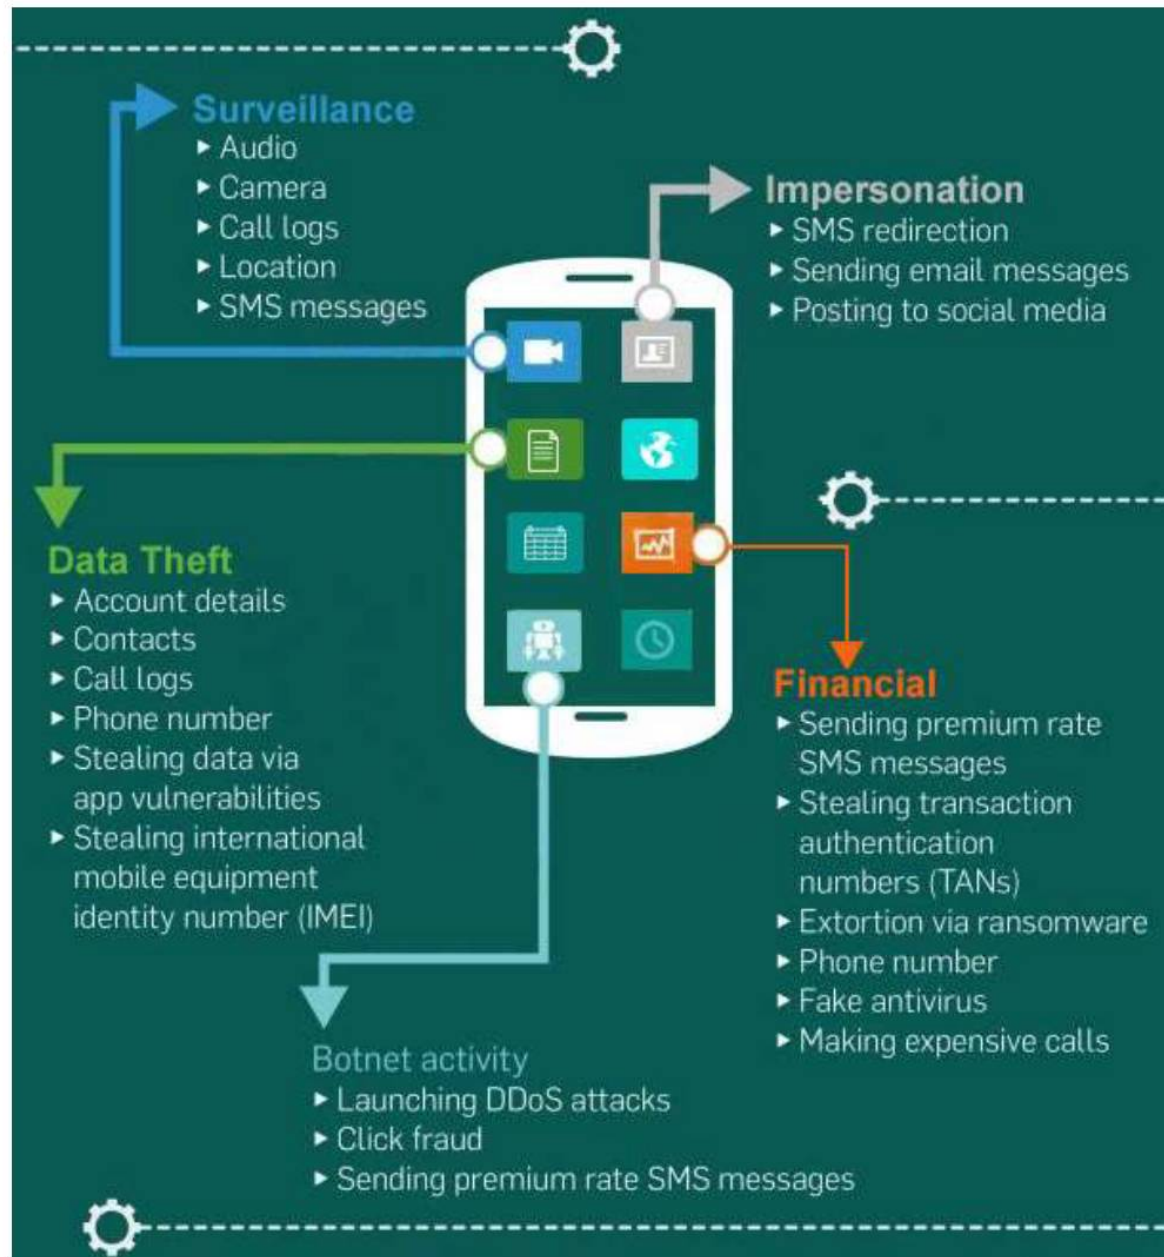 Surveillance
▸ Audio
▸ Camera
▸ Call logs
▸ Location
▸ SMS messages
Impersonation
▸ SMS redirection
▸ Sending email messages
▸ Posting to social media
Data Theft
▸ Account details
▸ Contacts
▸ Call logs
▸ Phone number
▸ Stealing data via
app vulnerabilities
▸ Stealing international
mobile equipment
identity number (IMEI)
Financial
▸ Sending premium rate
SMS messages
▸ Stealing transaction
authentication
numbers (TANs)
▸ Extortion via ransomware
▸ Phone number
▸ Fake antivirus
▸ Making expensive calls
Botnet activity
▸ Launching DDoS attacks
▸ Click fraud
▸ Sending premium rate SMS messages